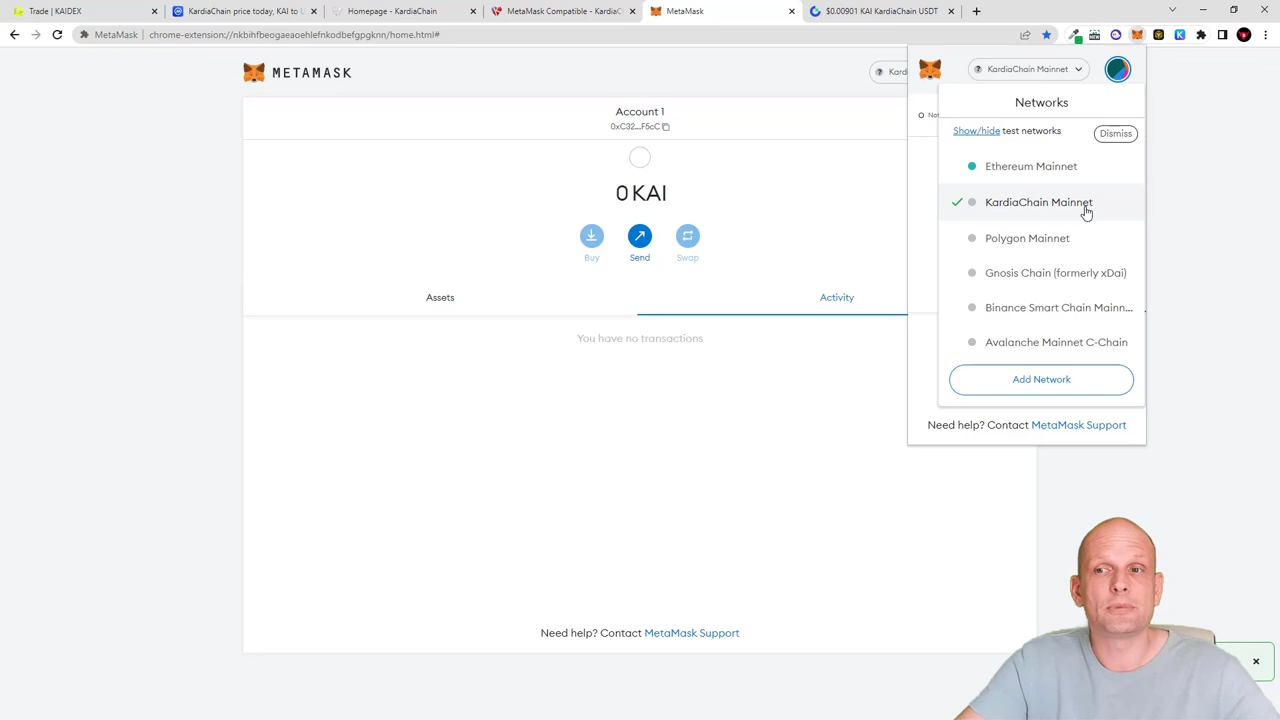 Trade | KAIDEX
KardiaChain price today, KAI to U
Homepage - KardiaChain
MetaMask Compatible - KardiaC
MetaMask
$0.00901 KAI KardiaChain USDT
MetaMask | chrome-extension://nkbihfbeogaeaoehlefnkodbefgpgknn/home.html#
METAMASK
Kard
KardiaChain Mainnet
Account 1
0xC32...F5cC
Not
Networks
Show/hide test networks
Dismiss
Ethereum Mainnet
KardiaChain Mainnet
Polygon Mainnet
Gnosis Chain (formerly xDai)
Binance Smart Chain Mainn...
Avalanche Mainnet C-Chain
Add Network
Need help? Contact MetaMask Support
0 KAI
Buy
Send
Swap
Assets
Activity
You have no transactions
Need help? Contact MetaMask Support